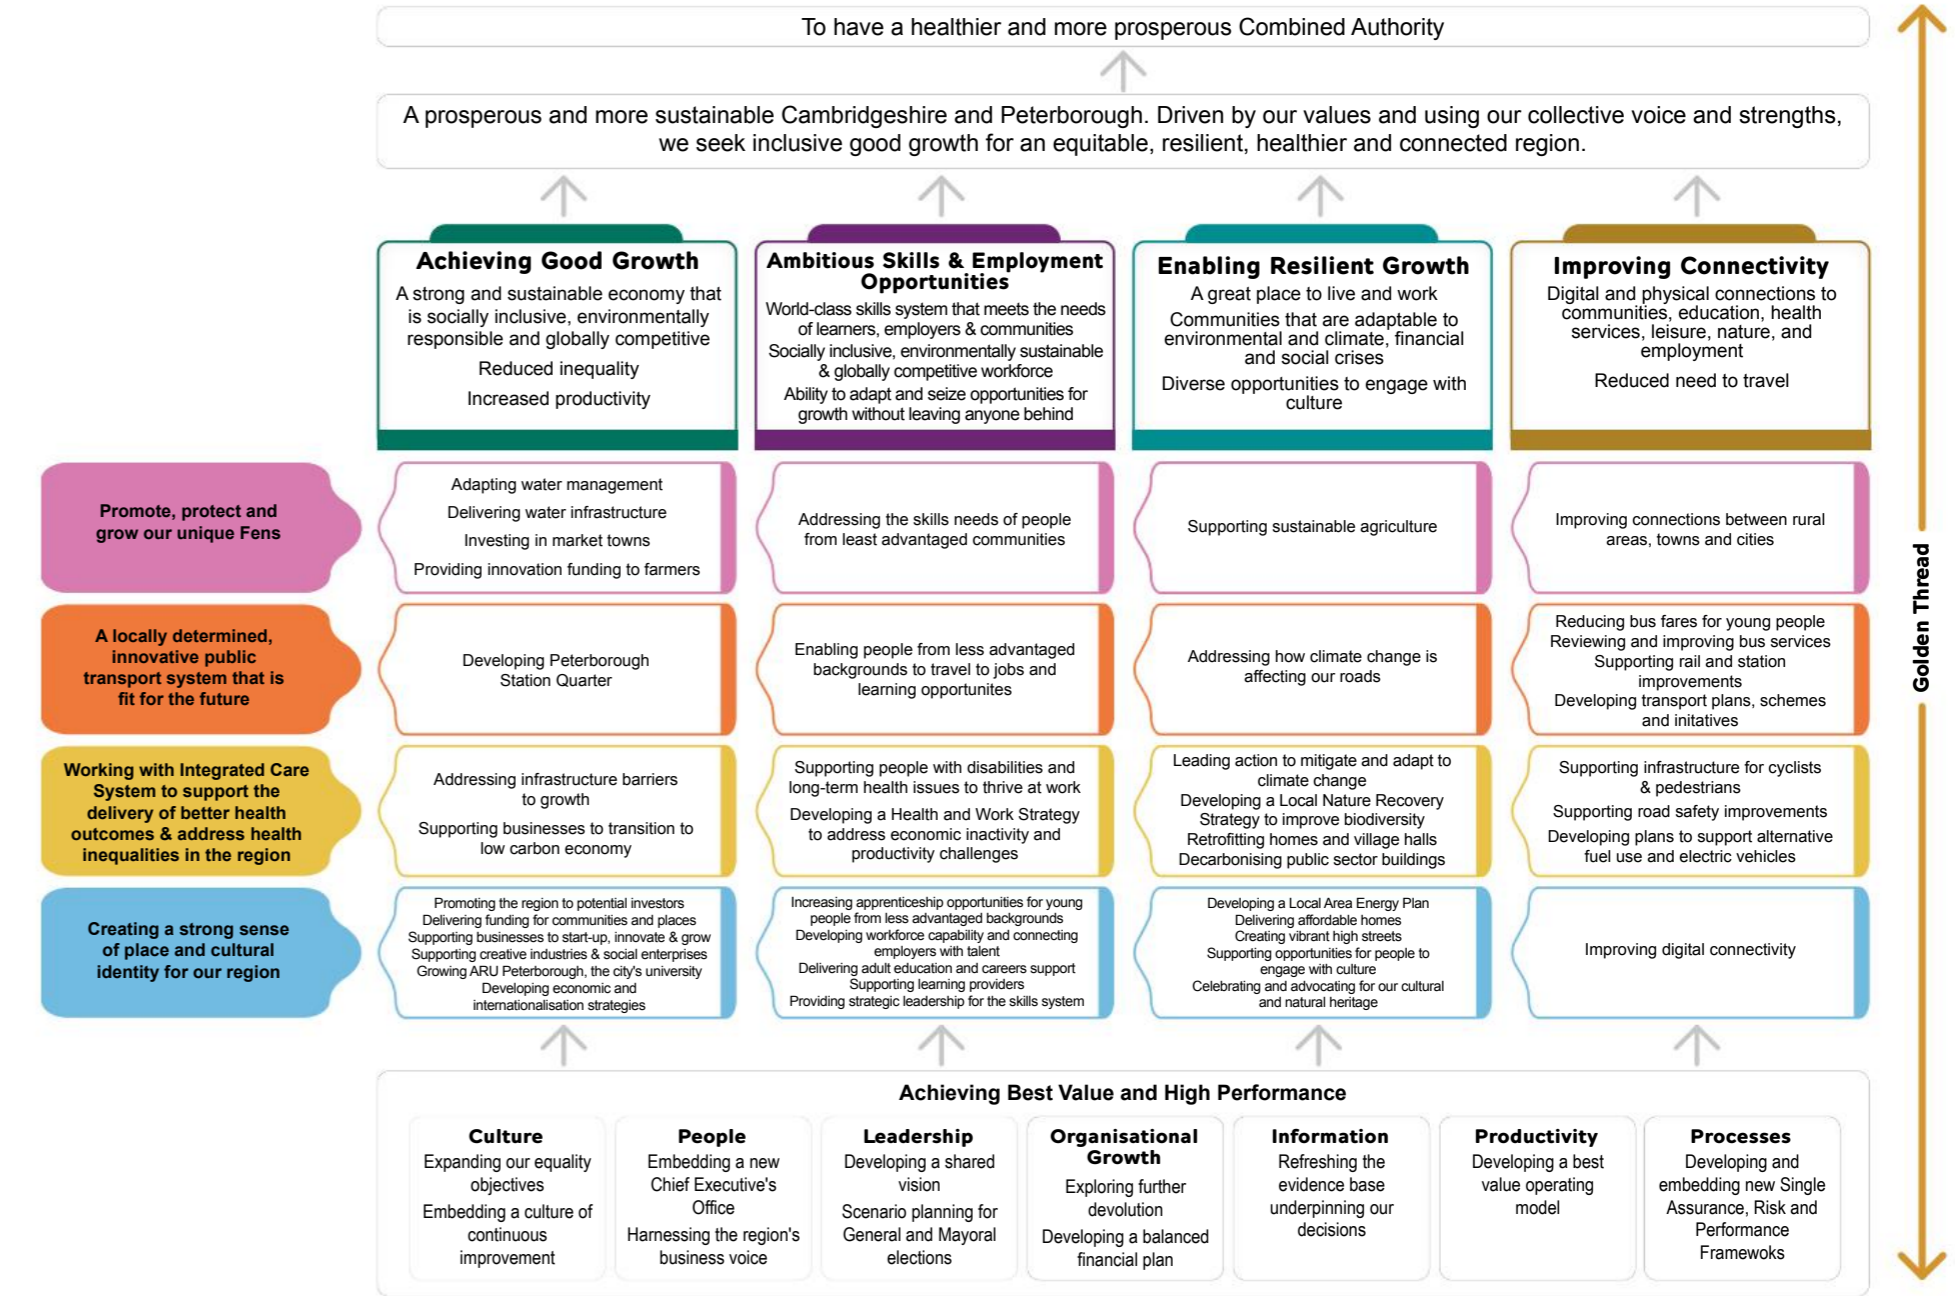 To have a healthier and more prosperous Combined Authority
A prosperous and more sustainable Cambridgeshire and Peterborough. Driven by our values and using our collective voice and strengths,
we seek inclusive good growth for an equitable, resilient, healthier and connected region.
Achieving Good Growth
A strong and sustainable economy that
is socially inclusive, environmentally
responsible and globally competitive
Reduced inequality
Increased productivity
Ambitious Skills & Employment
Opportunities
World-class skills system that meets the needs
of learners, employers & communities
Socially inclusive, environmentally sustainable
& globally competitive workforce
Ability to adapt and seize opportunities for
growth without leaving anyone behind
Enabling Resilient Growth
A great place to live and work
Communities that are adaptable to
environmental and climate, financial
and social crises
Diverse opportunities to engage with
culture
Improving Connectivity
Digital and physical connections to
communities, education, health
services, leisure, nature, and
employment
Reduced need to travel
Promote, protect and
grow our unique Fens
Adapting water management
Delivering water infrastructure
Investing in market towns
Providing innovation funding to farmers
Addressing the skills needs of people
from least advantaged communities
Supporting sustainable agriculture
Improving connections between rural
areas, towns and cities
A locally determined,
innovative public
transport system that is
fit for the future
Developing Peterborough
Station Quarter
Enabling people from less advantaged
backgrounds to travel to jobs and
learning opportunites
Addressing how climate change is
affecting our roads
Reducing bus fares for young people
Reviewing and improving bus services
Supporting rail and station
improvements
Developing transport plans, schemes
and initatives
Working with Integrated Care
System to support the
delivery of better health
outcomes & address health
inequalities in the region
Addressing infrastructure barriers
to growth
Supporting businesses to transition to
low carbon economy
Supporting people with disabilities and
long-term health issues to thrive at work
Developing a Health and Work Strategy
to address economic inactivity and
productivity challenges
Leading action to mitigate and adapt to
climate change
Developing a Local Nature Recovery
Strategy to improve biodiversity
Retrofitting homes and village halls
Decarbonising public sector buildings
Supporting infrastructure for cyclists
& pedestrians
Supporting road safety improvements
Developing plans to support alternative
fuel use and electric vehicles
Creating a strong sense
of place and cultural
identity for our region
Promoting the region to potential investors
Delivering funding for communities and places
Supporting businesses to start-up, innovate & grow
Supporting creative industries & social enterprises
Growing ARU Peterborough, the city's university
Developing economic and
internationalisation strategies
Increasing apprenticeship opportunities for young
people from less advantaged backgrounds
Developing workforce capability and connecting
employers with talent
Delivering adult education and careers support
Supporting learning providers
Providing strategic leadership for the skills system
Developing a Local Area Energy Plan
Delivering affordable homes
Creating vibrant high streets
Supporting opportunities for people to
engage with culture
Celebrating and advocating for our cultural
and natural heritage
Improving digital connectivity
Golden Thread
Achieving Best Value and High Performance
Culture
Expanding our equality
objectives
Embedding a culture of
continuous
improvement
People
Embedding a new
Chief Executive's
Office
Harnessing the region's
business voice
Leadership
Developing a shared
vision
Scenario planning for
General and Mayoral
elections
Organisational
Growth
Exploring further
devolution
Developing a balanced
financial plan
Information
Refreshing the
evidence base
underpinning our
decisions
Productivity
Developing a best
value operating
model
Processes
Developing and
embedding new Single
Assurance, Risk and
Performance
Framewoks